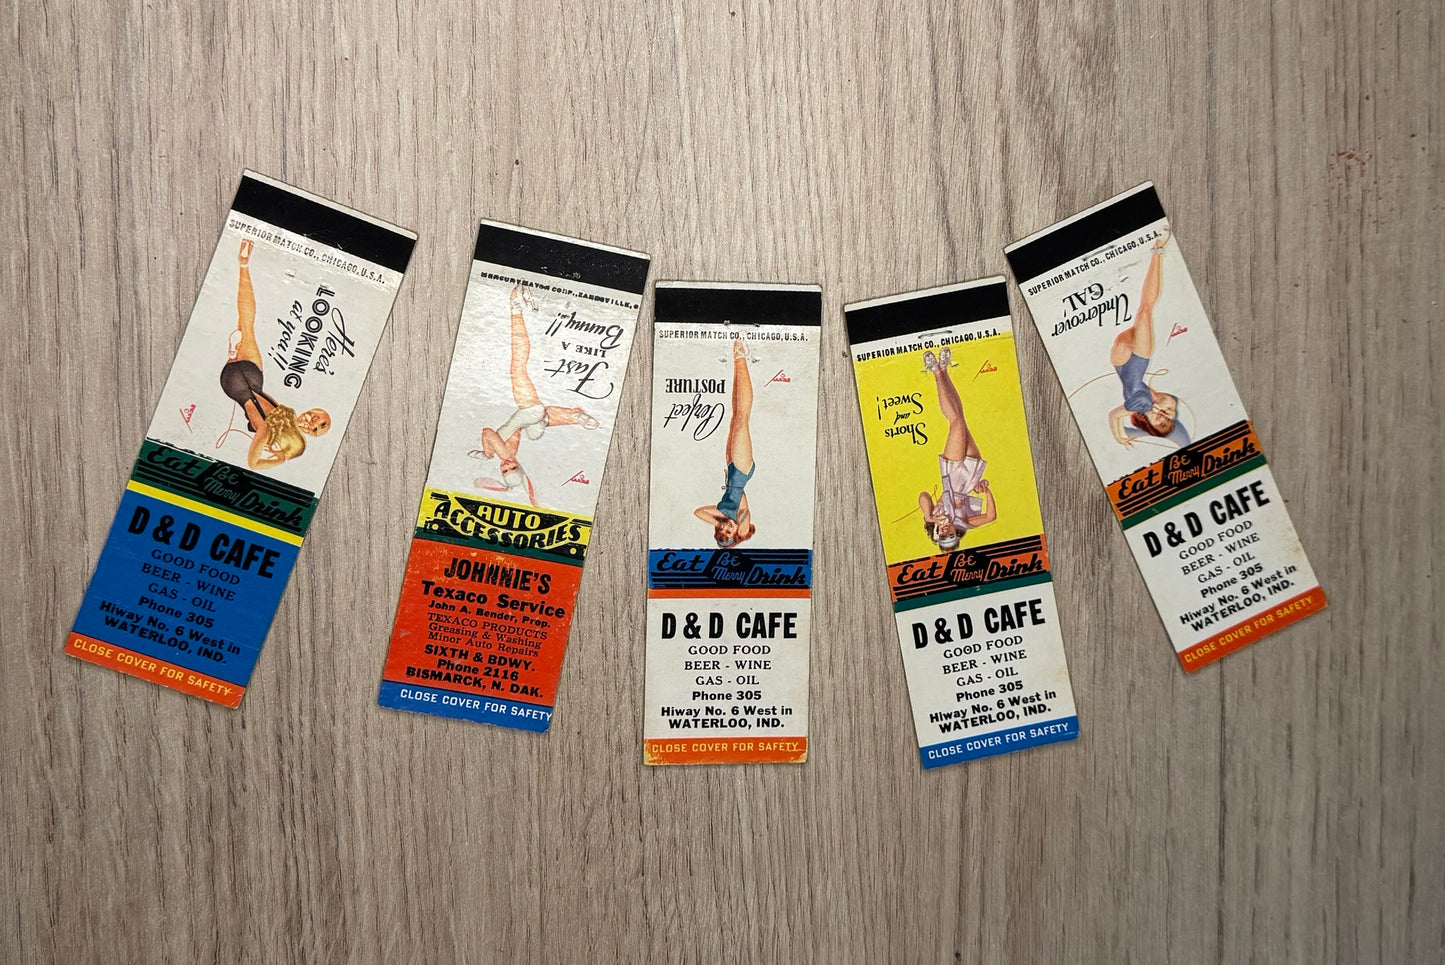 SUPERIOR MATCH CO., CHICAGO, U.S.A.
Here's
LOOKING
at you!!
Eat Be Merry Drink
D & D CAFE
GOOD FOOD
BEER - WINE
GAS - OIL
Phone 305
Hiway No. 6 West in
WATERLOO, IND.
CLOSE COVER FOR SAFETY
Fast
LIKE A
Bunny!!
AUTO
ACCESSORIES
JOHNNIE'S
Texaco Service
John A. Bender, Prop.
TEXACO PRODUCTS
Greasing & Washing
Minor Auto Repairs
SIXTH & BDWY.
Phone 2116
BISMARCK, N. DAK.
CLOSE COVER FOR SAFETY
SUPERIOR MATCH CO., CHICAGO, U.S.A.
Perfect
POSTURE
Eat Be Merry Drink
D & D CAFE
GOOD FOOD
BEER - WINE
GAS - OIL
Phone 305
Hiway No. 6 West in
WATERLOO, IND.
CLOSE COVER FOR SAFETY
SUPERIOR MATCH CO., CHICAGO, U.S.A.
Shorts
and
Sweet!
Eat Be Merry Drink
D & D CAFE
GOOD FOOD
BEER - WINE
GAS - OIL
Phone 305
Hiway No. 6 West in
WATERLOO, IND.
CLOSE COVER FOR SAFETY
SUPERIOR MATCH CO., CHICAGO, U.S.A.
Undercover
GAL!
Eat Be Merry Drink
D & D CAFE
GOOD FOOD
BEER - WINE
GAS - OIL
Phone 305
Hiway No. 6 West in
WATERLOO, IND.
CLOSE COVER FOR SAFETY